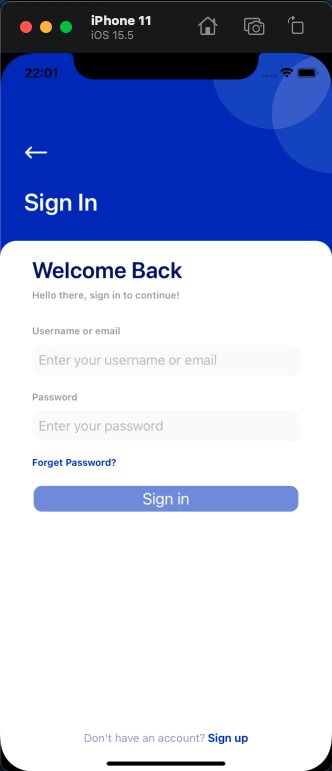 iPhone 11
iOS 15.5
22:01
Sign In
Welcome Back
Hello there, sign in to continue!
Username or email
Enter your username or email
Password
Enter your password
Forget Password?
Sign in
Don't have an account? Sign up